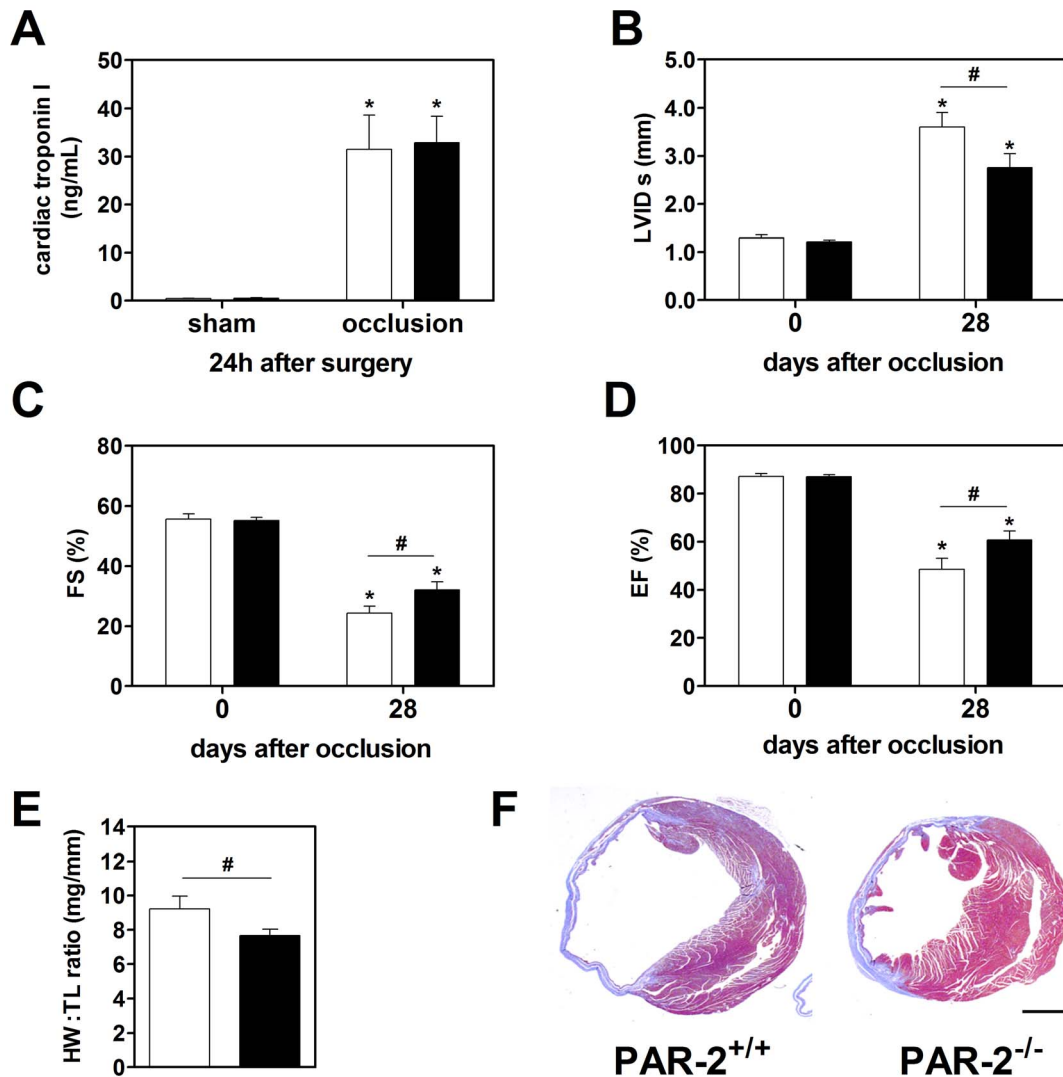 A
cardiac troponin I
(ng/mL)
50
40
30
20
10
0
* *
sham occlusion
24h after surgery
B
LVID s (mm)
5.0
4.0
3.0
2.0
1.0
0.0
#
*
*
0 28
days after occlusion
C
FS (%)
80
60
40
20
0
#
*
*
0 28
days after occlusion
D
EF (%)
100
80
60
40
20
0
#
*
*
0 28
days after occlusion
E
HW:TL ratio (mg/mm)
14
12
10
8
6
4
2
0
#
F
PAR-2+/+ PAR-2-/-